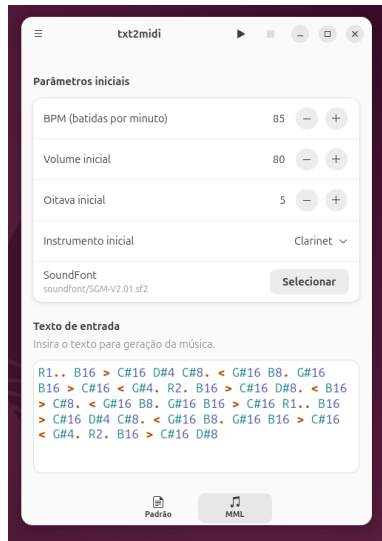 txt2midi
Parâmetros iniciais
BPM (batidas por minuto) 85
Volume inicial 80
Oitava inicial 5
Instrumento inicial Clarinet
SoundFont
soundfont/SGM-V2.01.sf2
Selecionar
Texto de entrada
Insira o texto para geração da música.
R1.. B16 > C#16 D#4 C#8. < G#16 B8. G#16
B16 > C#16 < G#4. R2. B16 > C#16 D#8. < B16
> C#8. < G#16 B8. G#16 B16 > C#16 R1.. B16
> C#16 D#4 C#8. < G#16 B8. G#16 B16 > C#16
< G#4. R2. B16 > C#16 D#8
Padrão
MML